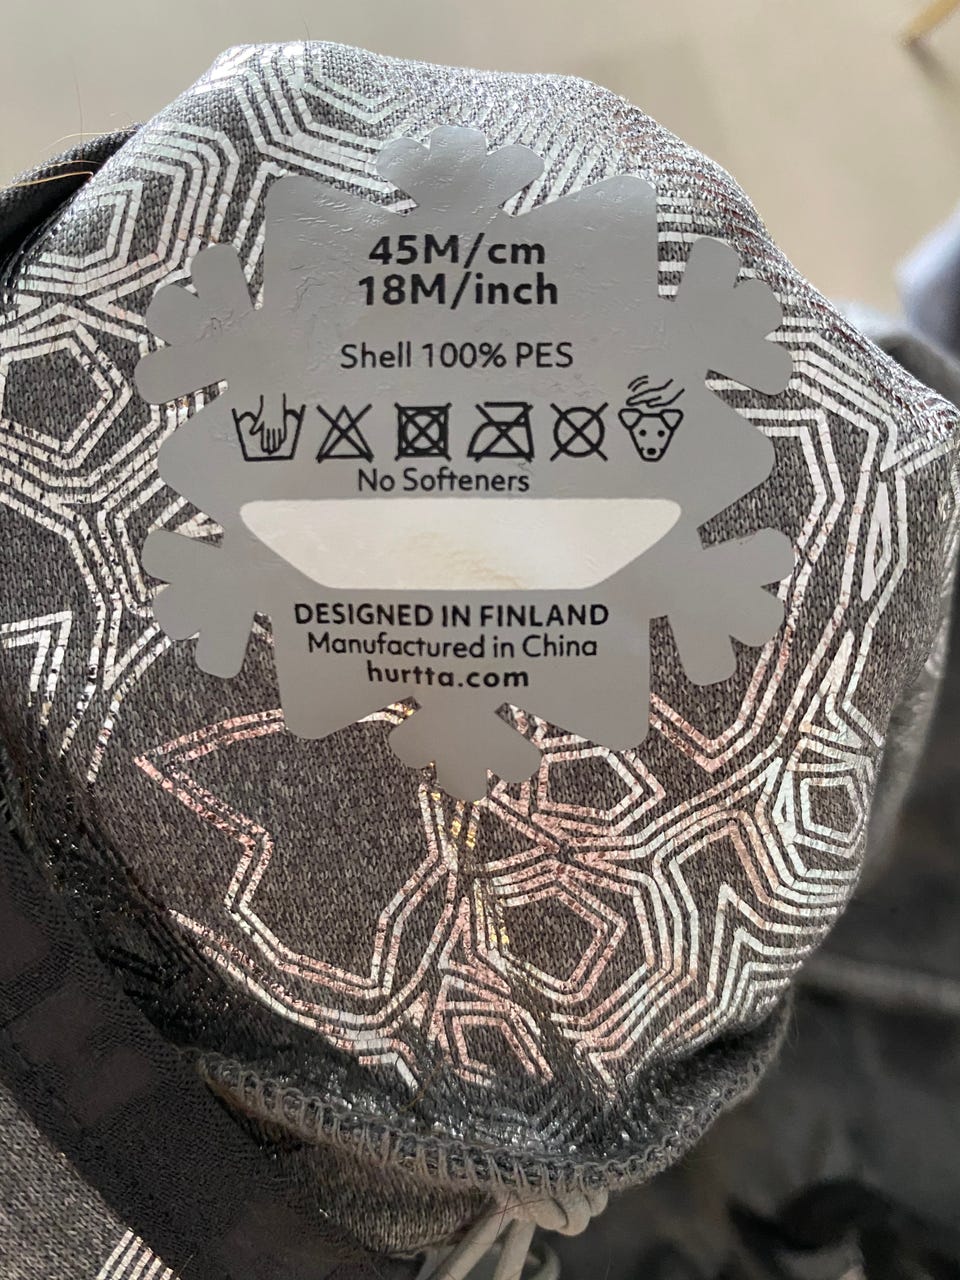 45M/cm
18M/inch
Shell 100% PES
No Softeners
DESIGNED IN FINLAND
Manufactured in China
hurtta.com